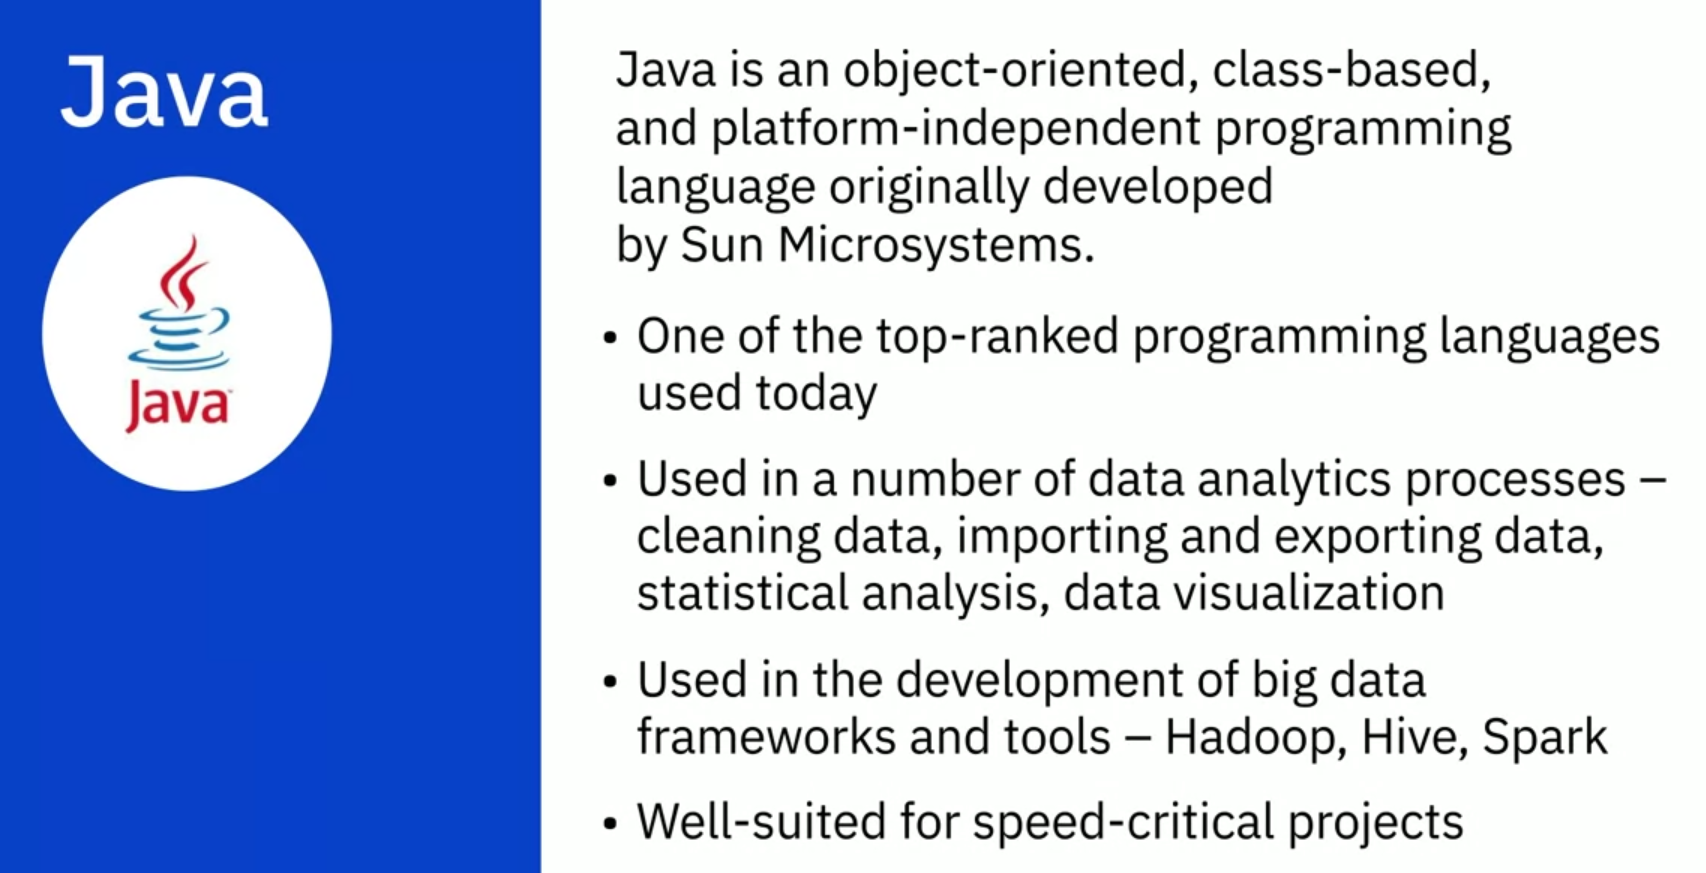 Java
Java™
Java is an object-oriented, class-based,
and platform-independent programming
language originally developed
by Sun Microsystems.
• One of the top-ranked programming languages
used today
• Used in a number of data analytics processes –
cleaning data, importing and exporting data,
statistical analysis, data visualization
• Used in the development of big data
frameworks and tools – Hadoop, Hive, Spark
• Well-suited for speed-critical projects